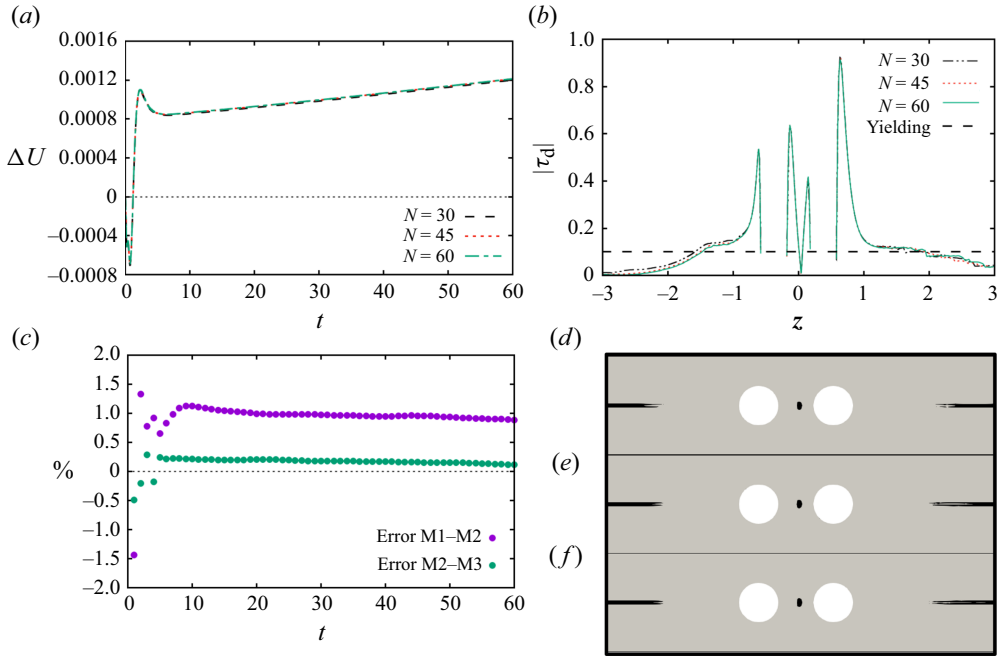 (a)
0.0016
0.0012
0.0008
0.0004
0
–0.0004
–0.0008
ΔU
N = 30
N = 45
N = 60
0 10 20 30 40 50 60
t
(b)
1.0
0.8
0.6
0.4
0.2
0
|τd|
N = 30
N = 45
N = 60
Yielding
–3 –2 –1 0 1 2 3
z
(c)
2.0
1.5
1.0
0.5
0
–0.5
–1.0
–1.5
–2.0
%
Error M1–M2
Error M2–M3
0 10 20 30 40 50 60
t
(d)
(e)
(f)